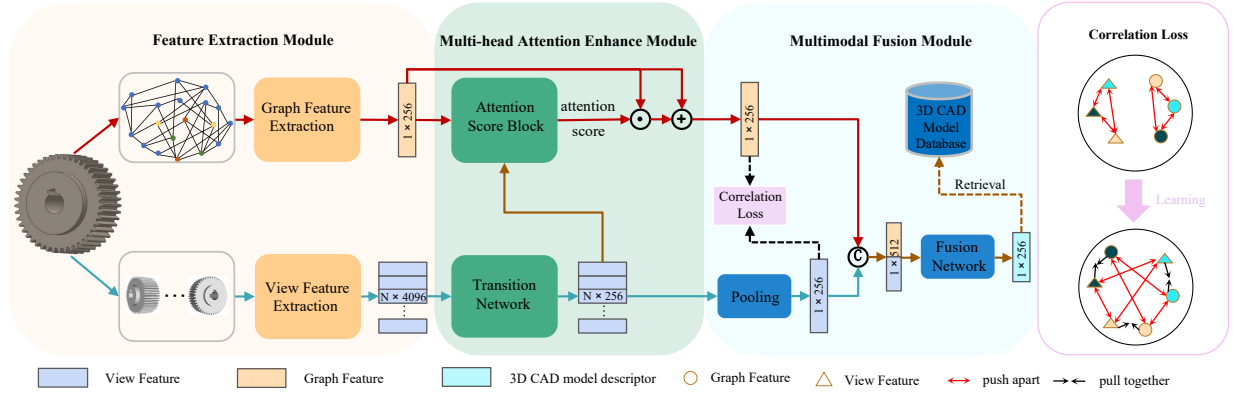 Feature Extraction Module
Multi-head Attention Enhance Module
Multimodal Fusion Module
Correlation Loss
Graph Feature
Extraction
1 × 256
Attention
Score Block
attention
score
1 × 256
3D CAD
Model
Database
Correlation
Loss
Retrieval
Learning
View Feature
Extraction
N × 4096
Transition
Network
N × 256
Pooling
1 × 256
C
1 × 512
Fusion
Network
1 × 256
View Feature
Graph Feature
3D CAD model descriptor
Graph Feature
View Feature
push apart
pull together